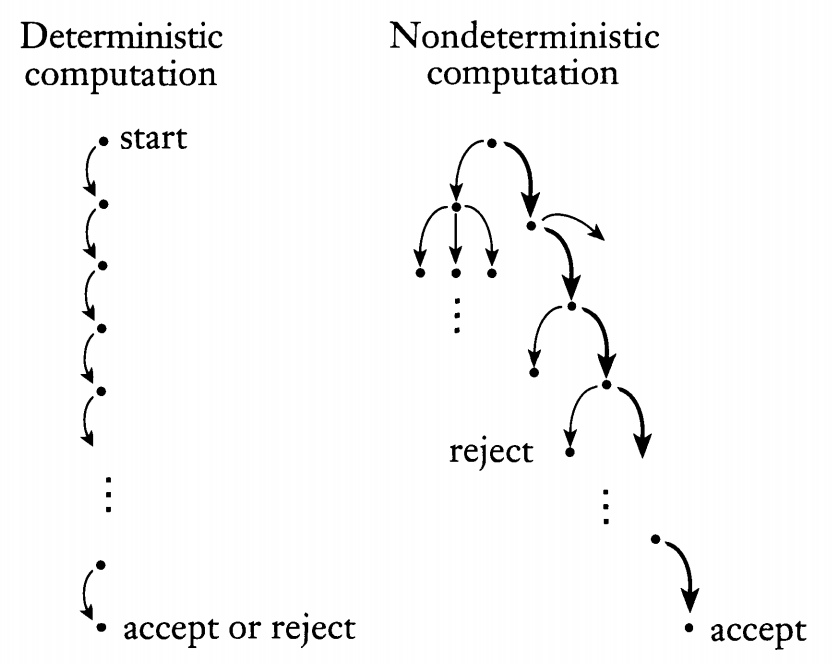 Deterministic
computation
Nondeterministic
computation
start
reject
accept or reject
accept